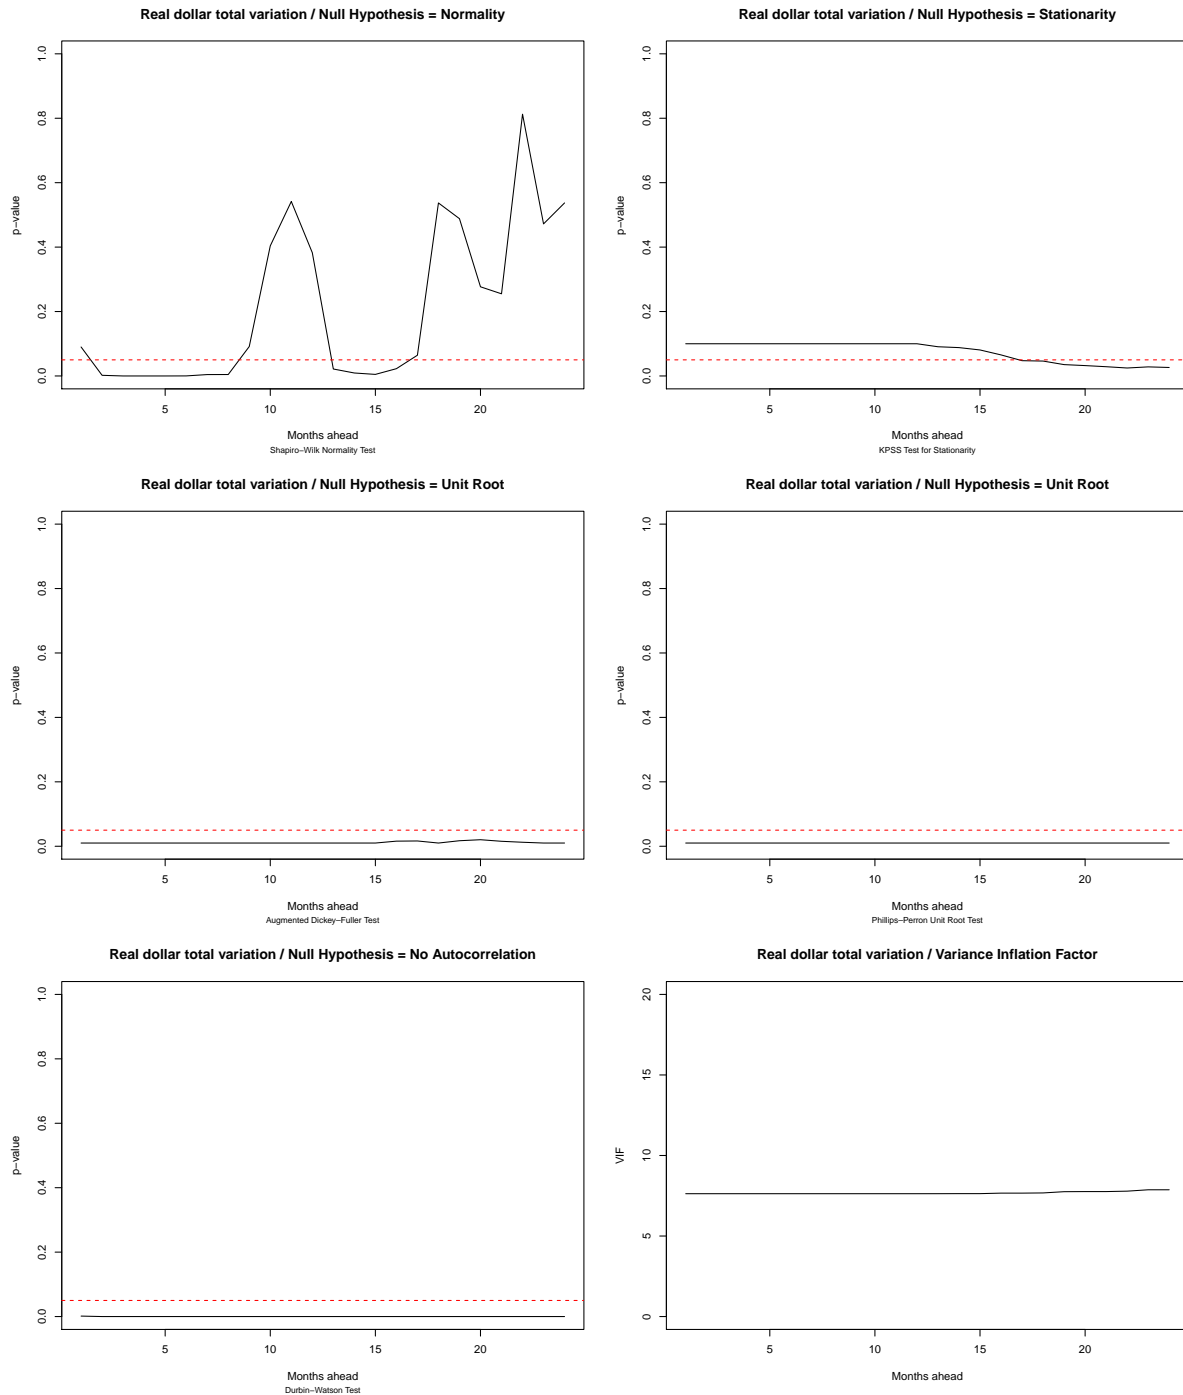 Real dollar total variation / Null Hypothesis = Normality
p−value
0.0 0.2 0.4 0.6 0.8 1.0
5 10 15 20
Months ahead
Shapiro−Wilk Normality Test
Real dollar total variation / Null Hypothesis = Stationarity
p−value
0.0 0.2 0.4 0.6 0.8 1.0
5 10 15 20
Months ahead
KPSS Test for Stationarity
Real dollar total variation / Null Hypothesis = Unit Root
p−value
0.0 0.2 0.4 0.6 0.8 1.0
5 10 15 20
Months ahead
Augmented Dickey−Fuller Test
Real dollar total variation / Null Hypothesis = Unit Root
p−value
0.0 0.2 0.4 0.6 0.8 1.0
5 10 15 20
Months ahead
Phillips−Perron Unit Root Test
Real dollar total variation / Null Hypothesis = No Autocorrelation
p−value
0.0 0.2 0.4 0.6 0.8 1.0
5 10 15 20
Months ahead
Durbin−Watson Test
Real dollar total variation / Variance Inflation Factor
VIF
0 5 10 15 20
5 10 15 20
Months ahead